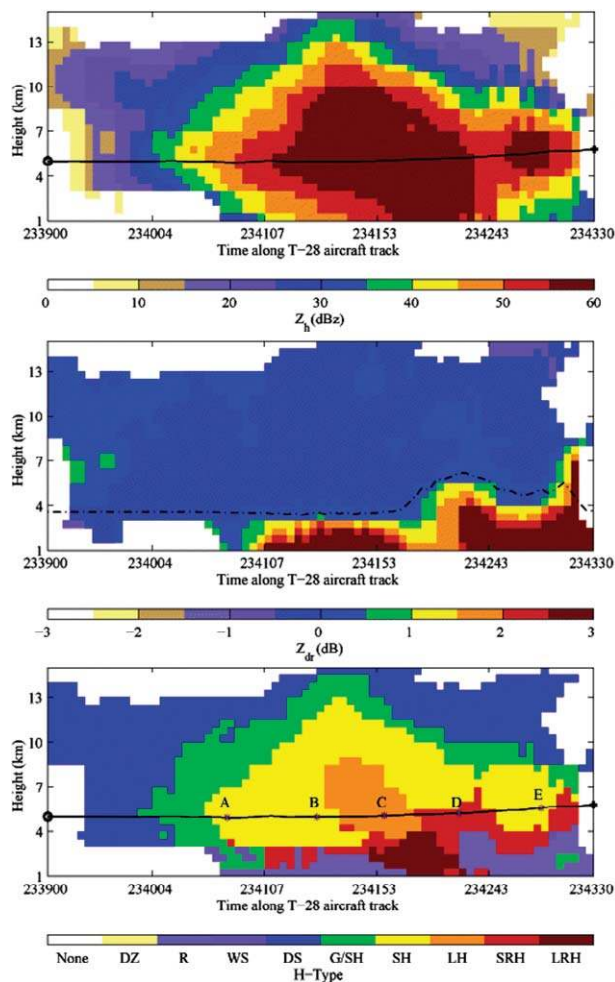 Height (km)
13
10
7
4
1
233900 234004 234107 234153 234243 234330
Time along T-28 aircraft track
0 10 20 30 40 50 60
Zh(dBz)
Height (km)
13
10
7
4
1
233900 234004 234107 234153 234243 234330
Time along T-28 aircraft track
-3 -2 -1 0 1 2 3
Zdr(dB)
Height (km)
13
10
7
4
1
A B C D E
233900 234004 234107 234153 234243 234330
Time along T-28 aircraft track
None DZ R WS DS G/SH SH LH SRH LRH
H-Type